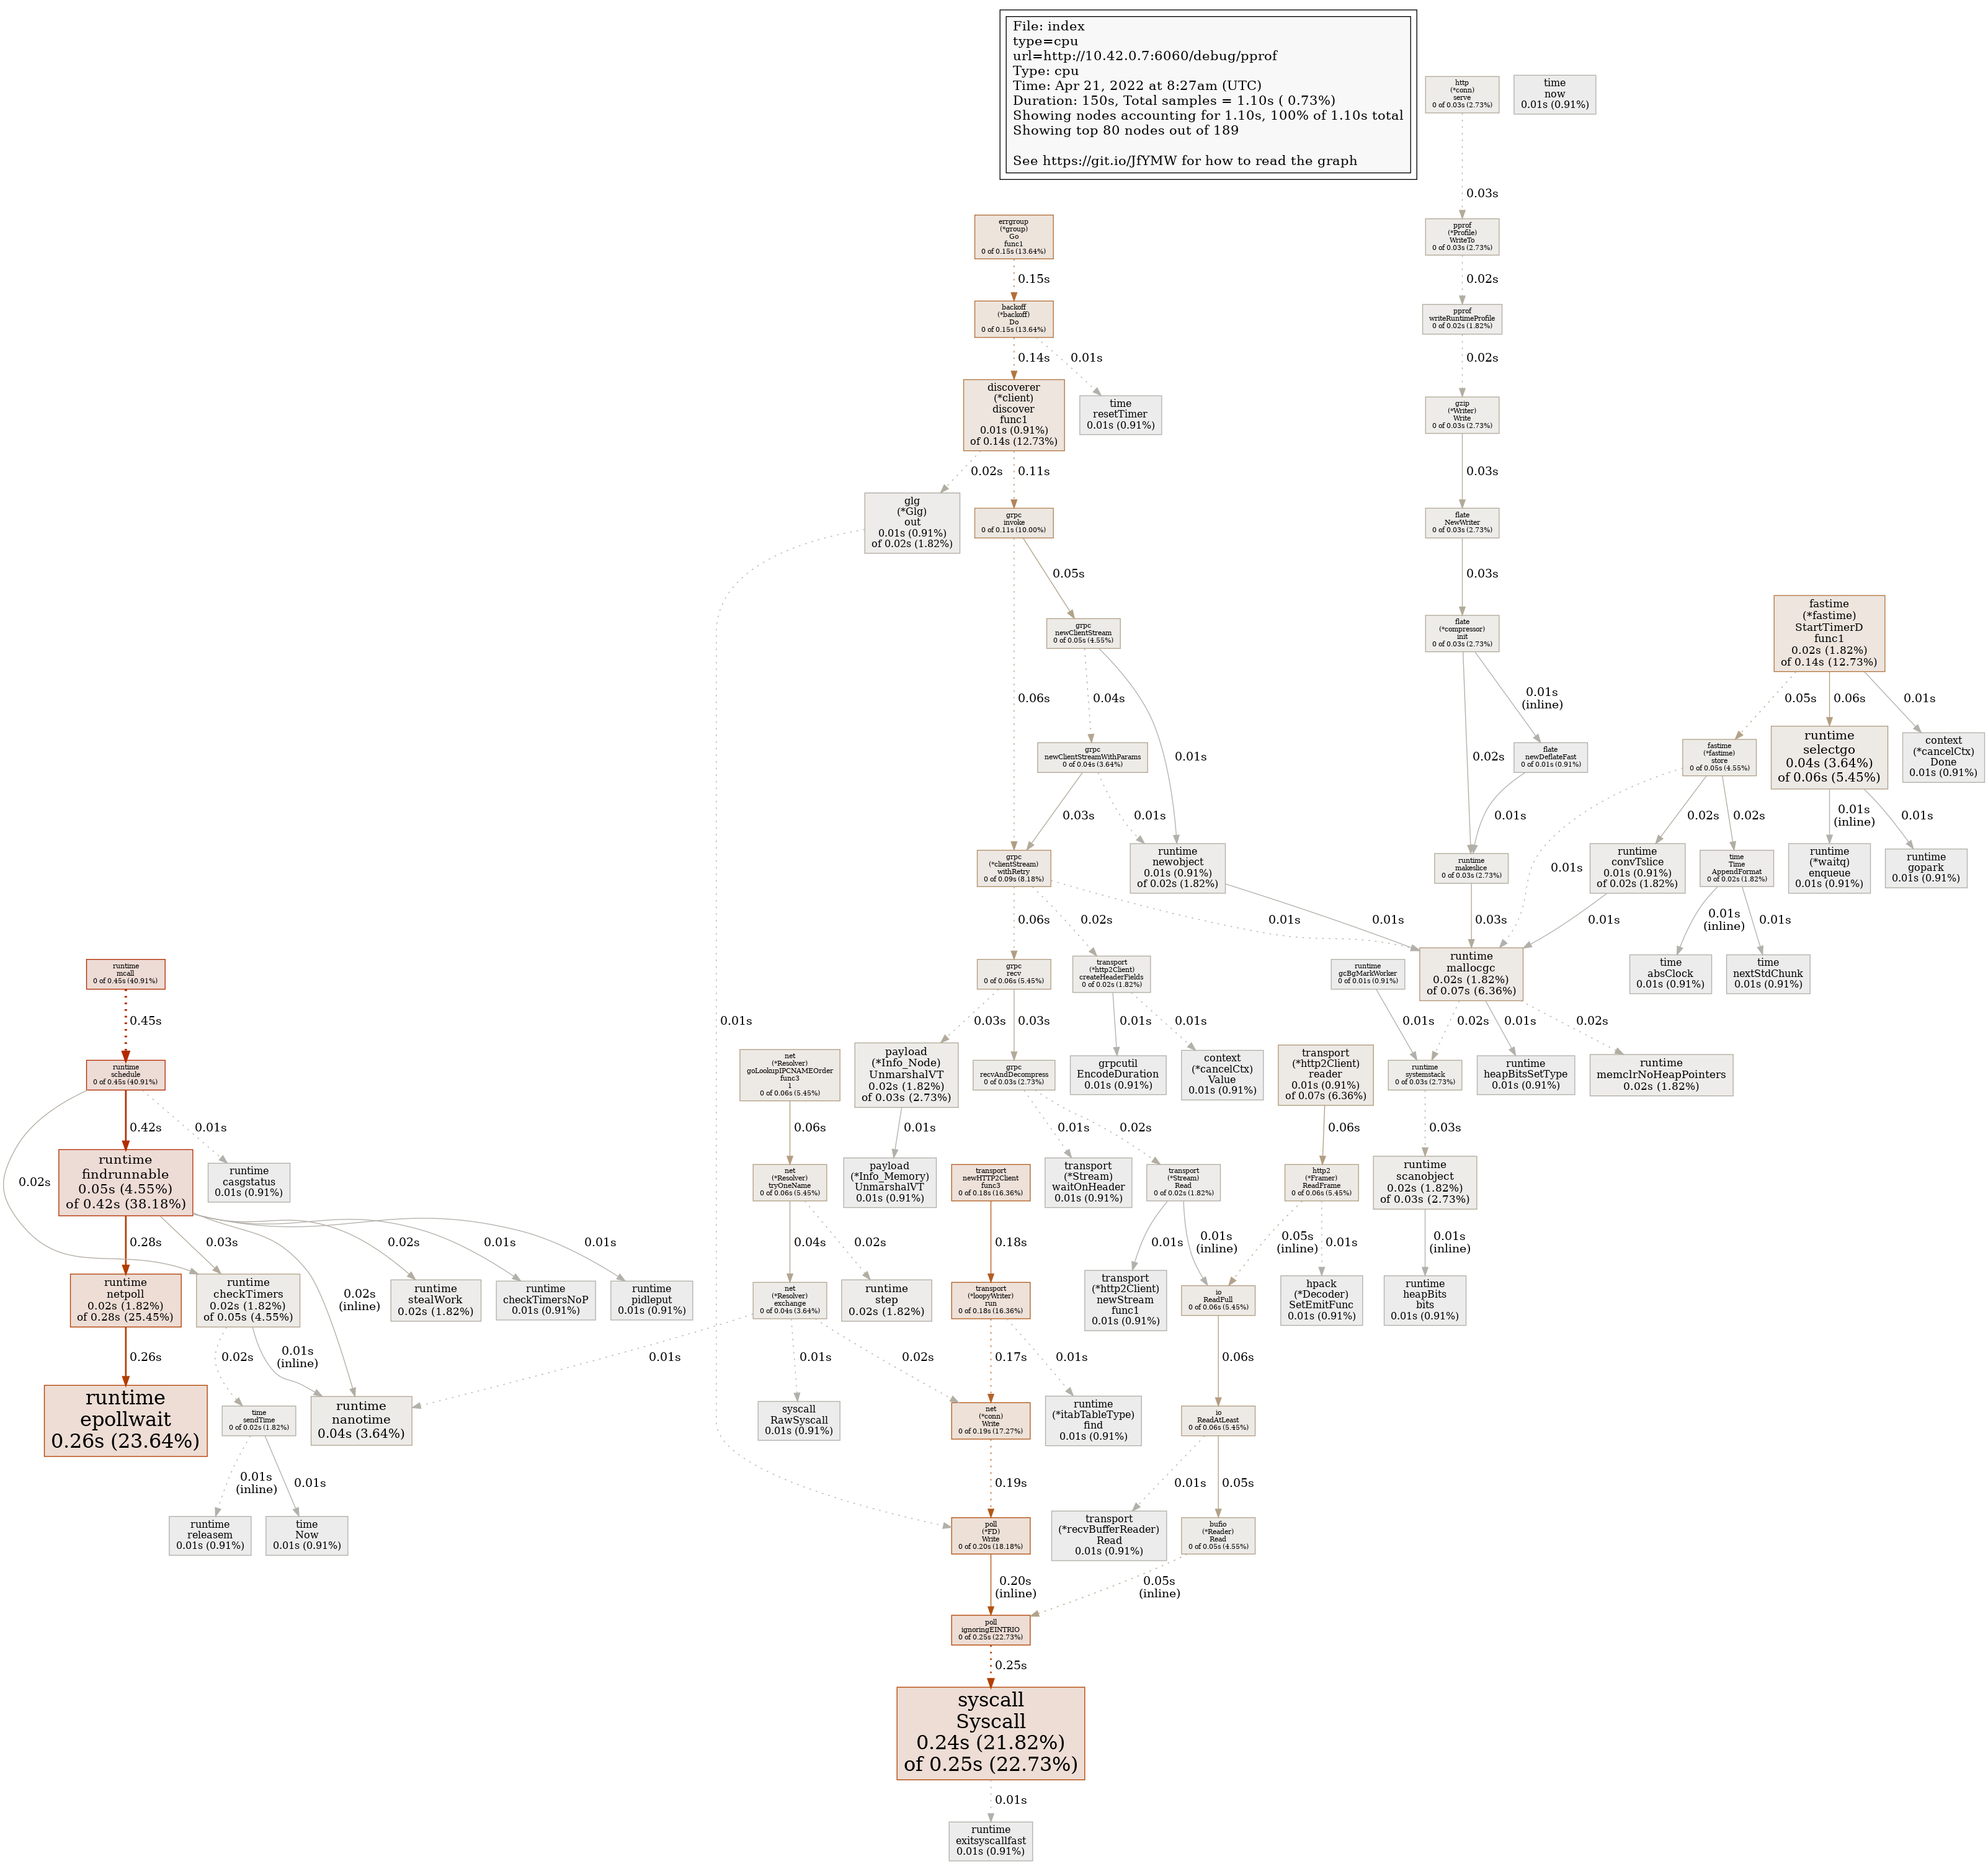 File: index
type=cpu
url=http://10.42.0.7:6060/debug/pprof
Type: cpu
Time: Apr 21, 2022 at 8:27am (UTC)
Duration: 150s, Total samples = 1.10s ( 0.73%)
Showing nodes accounting for 1.10s, 100% of 1.10s total
Showing top 80 nodes out of 189
See https://git.io/JfYMW for how to read the graph
http
(*conn)
serve
0 of 0.03s (2.73%)
time
now
0.01s (0.91%)
0.03s
errgroup
(*group)
Go
func1
0 of 0.15s (13.64%)
pprof
(*Profile)
WriteTo
0 of 0.03s (2.73%)
0.15s
0.02s
backoff
(*backoff)
Do
0 of 0.15s (13.64%)
pprof
writeRuntimeProfile
0 of 0.02s (1.82%)
0.14s
0.01s
0.02s
discoverer
(*client)
discover
func1
0.01s (0.91%)
of 0.14s (12.73%)
time
resetTimer
0.01s (0.91%)
gzip
(*Writer)
Write
0 of 0.03s (2.73%)
0.02s
0.11s
0.03s
glg
(*Glg)
out
0.01s (0.91%)
of 0.02s (1.82%)
grpc
invoke
0 of 0.11s (10.00%)
flate
NewWriter
0 of 0.03s (2.73%)
0.05s
0.03s
grpc
newClientStream
0 of 0.05s (4.55%)
flate
(*compressor)
init
0 of 0.03s (2.73%)
fastime
(*fastime)
StartTimerD
func1
0.02s (1.82%)
of 0.14s (12.73%)
0.06s
0.04s
0.01s
(inline)
0.05s
0.06s
0.01s
grpc
newClientStreamWithParams
0 of 0.04s (3.64%)
0.01s
0.02s
flate
newDeflateFast
0 of 0.01s (0.91%)
fastime
(*fastime)
store
0 of 0.05s (4.55%)
runtime
selectgo
0.04s (3.64%)
of 0.06s (5.45%)
context
(*cancelCtx)
Done
0.01s (0.91%)
0.03s
0.01s
0.01s
0.02s
0.02s
0.01s
(inline)
0.01s
grpc
(*clientStream)
withRetry
0 of 0.09s (8.18%)
runtime
newobject
0.01s (0.91%)
of 0.02s (1.82%)
runtime
makeslice
0 of 0.03s (2.73%)
0.01s
runtime
convTslice
0.01s (0.91%)
of 0.02s (1.82%)
time
Time
AppendFormat
0 of 0.02s (1.82%)
runtime
(*waitq)
enqueue
0.01s (0.91%)
runtime
gopark
0.01s (0.91%)
0.06s
0.02s
0.01s
0.01s
0.03s
0.01s
0.01s
(inline)
0.01s
runtime
mcall
0 of 0.45s (40.91%)
grpc
recv
0 of 0.06s (5.45%)
transport
(*http2Client)
createHeaderFields
0 of 0.02s (1.82%)
runtime
gcBgMarkWorker
0 of 0.01s (0.91%)
runtime
mallocgc
0.02s (1.82%)
of 0.07s (6.36%)
time
absClock
0.01s (0.91%)
time
nextStdChunk
0.01s (0.91%)
0.45s
0.01s
0.03s
0.03s
0.01s
0.01s
0.01s
0.02s
0.01s
0.02s
runtime
schedule
0 of 0.45s (40.91%)
net
(*Resolver)
goLookupIPCNAMEOrder
func3
1
0 of 0.06s (5.45%)
payload
(*Info_Node)
UnmarshalVT
0.02s (1.82%)
of 0.03s (2.73%)
grpc
recvAndDecompress
0 of 0.03s (2.73%)
grpcutil
EncodeDuration
0.01s (0.91%)
context
(*cancelCtx)
Value
0.01s (0.91%)
transport
(*http2Client)
reader
0.01s (0.91%)
of 0.07s (6.36%)
runtime
systemstack
0 of 0.03s (2.73%)
runtime
heapBitsSetType
0.01s (0.91%)
runtime
memclrNoHeapPointers
0.02s (1.82%)
0.42s
0.01s
0.06s
0.01s
0.01s
0.02s
0.06s
0.03s
0.02s
runtime
findrunnable
0.05s (4.55%)
of 0.42s (38.18%)
runtime
casgstatus
0.01s (0.91%)
net
(*Resolver)
tryOneName
0 of 0.06s (5.45%)
payload
(*Info_Memory)
UnmarshalVT
0.01s (0.91%)
transport
newHTTP2Client
func3
0 of 0.18s (16.36%)
transport
(*Stream)
waitOnHeader
0.01s (0.91%)
transport
(*Stream)
Read
0 of 0.02s (1.82%)
http2
(*Framer)
ReadFrame
0 of 0.06s (5.45%)
runtime
scanobject
0.02s (1.82%)
of 0.03s (2.73%)
0.28s
0.03s
0.02s
(inline)
0.02s
0.01s
0.01s
0.04s
0.02s
0.18s
0.01s
0.01s
(inline)
0.05s
(inline)
0.01s
0.01s
(inline)
runtime
netpoll
0.02s (1.82%)
of 0.28s (25.45%)
runtime
checkTimers
0.02s (1.82%)
of 0.05s (4.55%)
runtime
stealWork
0.02s (1.82%)
runtime
checkTimersNoP
0.01s (0.91%)
runtime
pidleput
0.01s (0.91%)
net
(*Resolver)
exchange
0 of 0.04s (3.64%)
runtime
step
0.02s (1.82%)
transport
(*loopyWriter)
run
0 of 0.18s (16.36%)
transport
(*http2Client)
newStream
func1
0.01s (0.91%)
io
ReadFull
0 of 0.06s (5.45%)
hpack
(*Decoder)
SetEmitFunc
0.01s (0.91%)
runtime
heapBits
bits
0.01s (0.91%)
0.26s
0.02s
0.01s
(inline)
0.01s
0.01s
0.02s
0.17s
0.01s
0.06s
runtime
epollwait
0.26s (23.64%)
time
sendTime
0 of 0.02s (1.82%)
runtime
nanotime
0.04s (3.64%)
syscall
RawSyscall
0.01s (0.91%)
net
(*conn)
Write
0 of 0.19s (17.27%)
runtime
(*itabTableType)
find
0.01s (0.91%)
io
ReadAtLeast
0 of 0.06s (5.45%)
0.01s
(inline)
0.01s
0.19s
0.01s
0.05s
runtime
releasem
0.01s (0.91%)
time
Now
0.01s (0.91%)
poll
(*FD)
Write
0 of 0.20s (18.18%)
transport
(*recvBufferReader)
Read
0.01s (0.91%)
bufio
(*Reader)
Read
0 of 0.05s (4.55%)
0.20s
(inline)
0.05s
(inline)
poll
ignoringEINTRIO
0 of 0.25s (22.73%)
0.25s
syscall
Syscall
0.24s (21.82%)
of 0.25s (22.73%)
0.01s
runtime
exitsyscallfast
0.01s (0.91%)